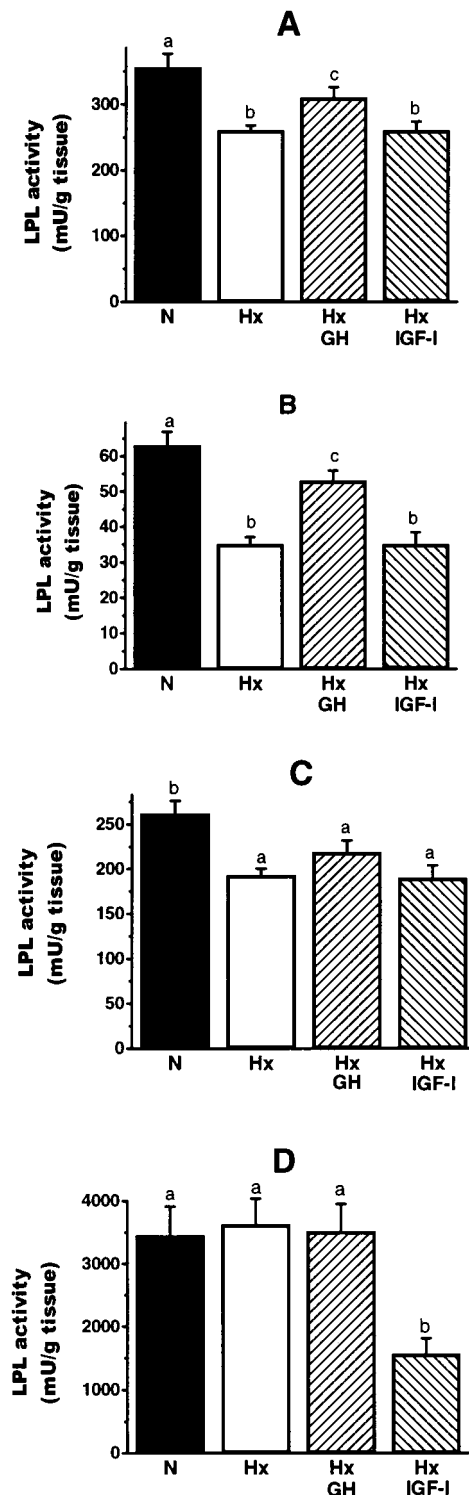 A
LPL activity
(mU/g tissue)
300
200
100
0
a
b
c
b
N Hx Hx Hx
GH IGF-I
B
LPL activity
(mU/g tissue)
60
50
40
30
20
10
0
a
b
c
b
N Hx Hx Hx
GH IGF-I
C
LPL activity
(mU/g tissue)
250
200
150
100
50
0
b
a
a
a
N Hx Hx Hx
GH IGF-I
D
LPL activity
(mU/g tissue)
4000
3000
2000
1000
0
a
a
a
b
N Hx Hx Hx
GH IGF-I